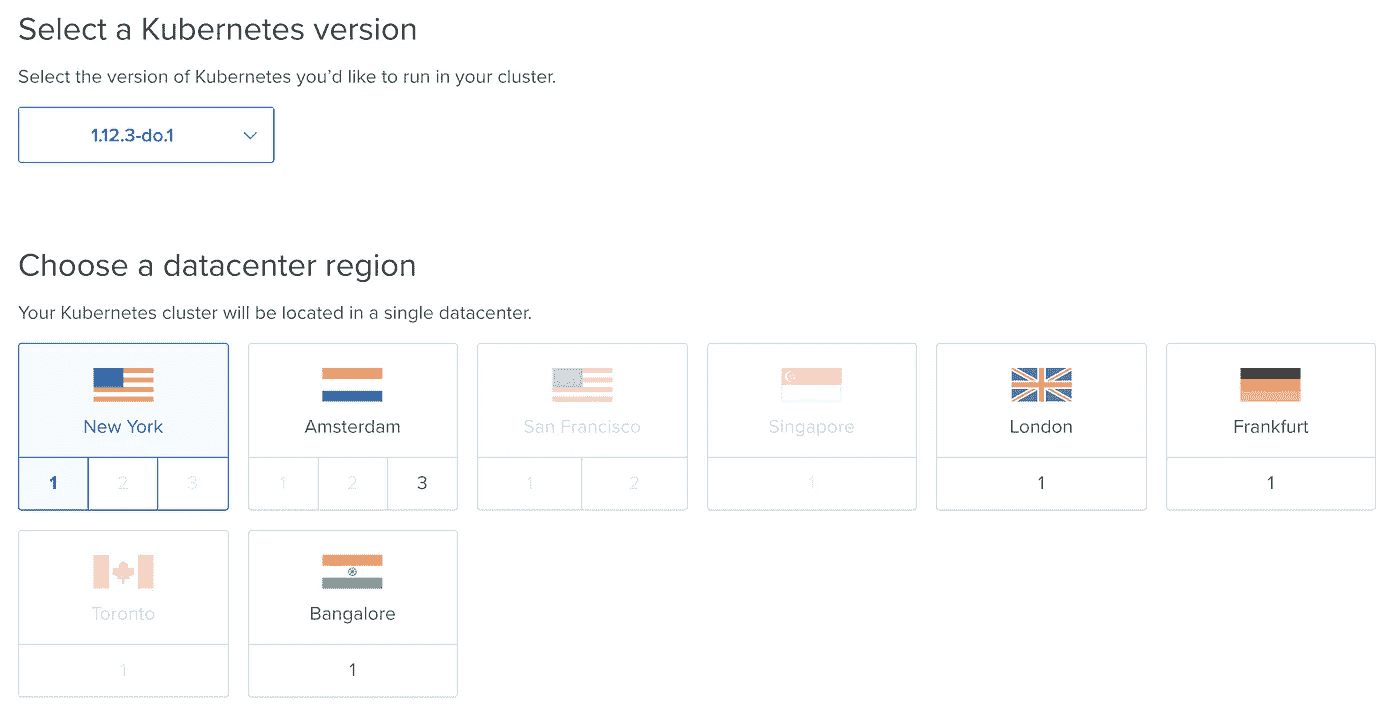 Select a Kubernetes version
Select the version of Kubernetes you’d like to run in your cluster.
1.12.3-do.1
Choose a datacenter region
Your Kubernetes cluster will be located in a single datacenter.
New York
1 2 3
Amsterdam
1 2 3
San Francisco
1 2
Singapore
1
London
1
Frankfurt
1
Toronto
1
Bangalore
1